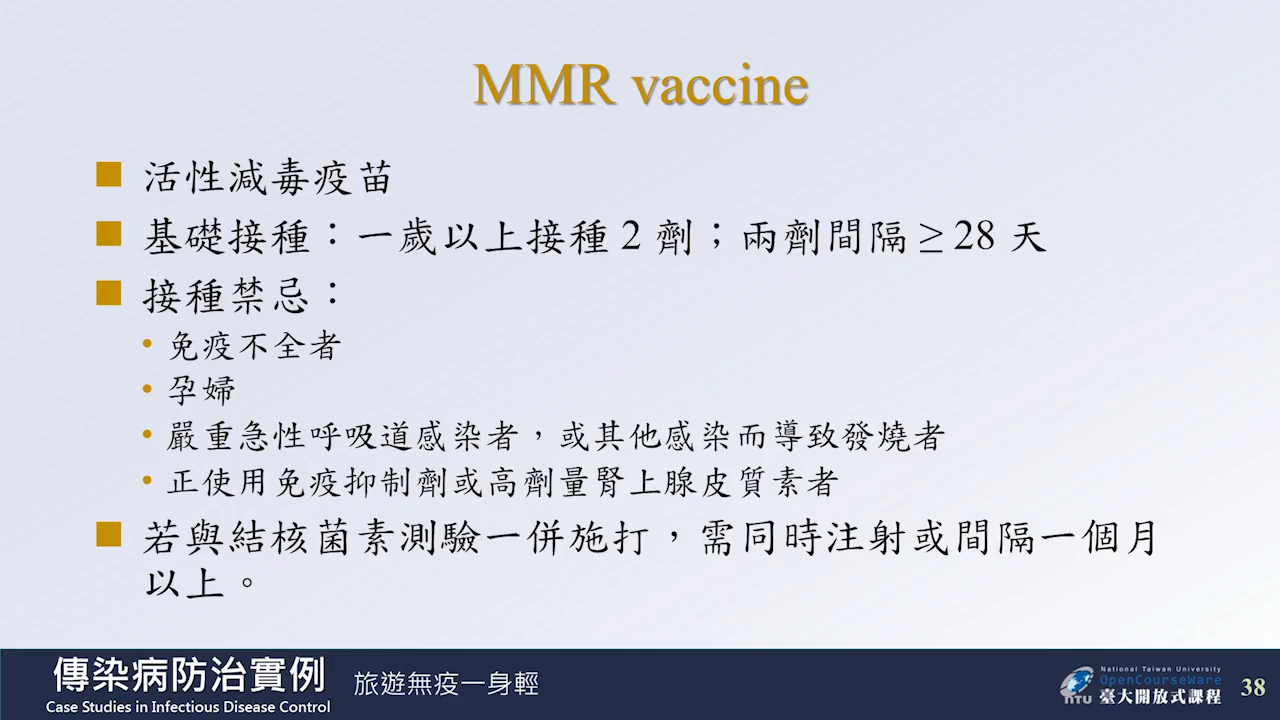 MMR vaccine
活性減毒疫苗
基礎接種：一歲以上接種 2 劑；兩劑間隔 ≥ 28 天
接種禁忌：
免疫不全者
孕婦
嚴重急性呼吸道感染者，或其他感染而導致發燒者
正使用免疫抑制劑或高劑量腎上腺皮質素者
若與結核菌素測驗一併施打，需同時注射或間隔一個月
以上。
傳染病防治實例
Case Studies in Infectious Disease Control
旅遊無疫一身輕
NTU
National Taiwan University
OpenCourseWare
臺大開放式課程
38